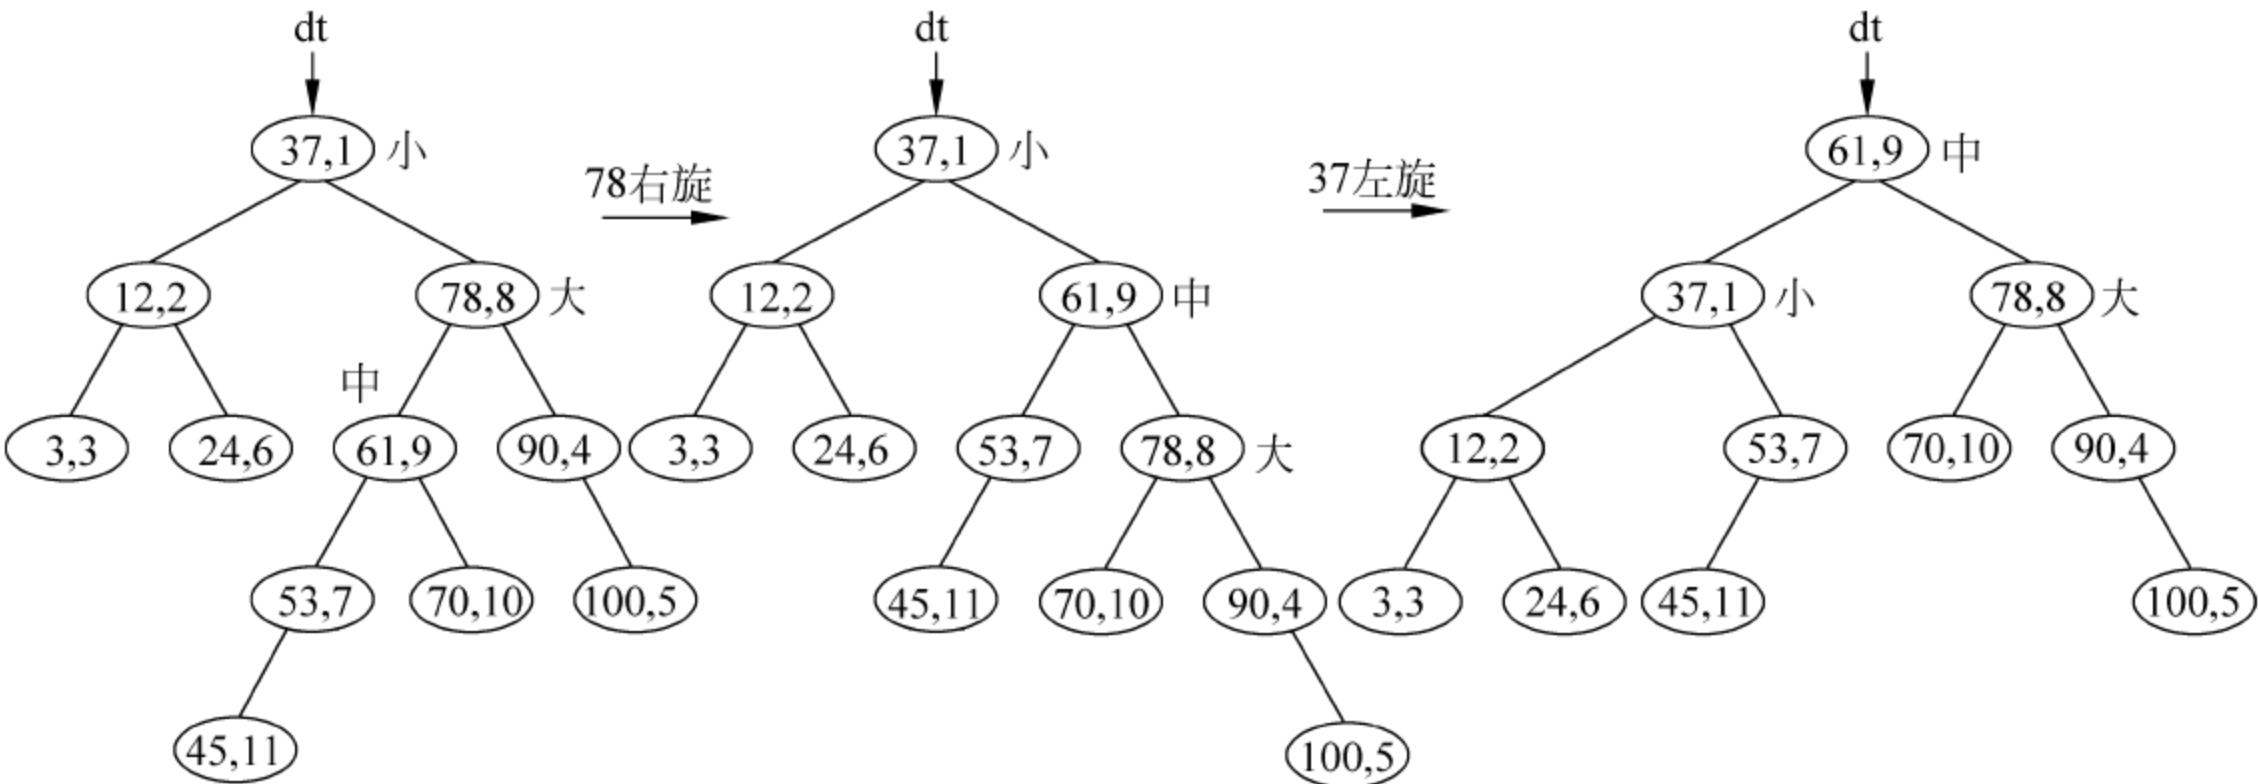 dt
37,1 小
12,2
78,8 大
中
3,3
24,6
61,9
90,4
53,7
70,10
100,5
45,11
78右旋
dt
37,1 小
12,2
61,9 中
3,3
24,6
53,7
78,8 大
45,11
70,10
90,4
100,5
37左旋
dt
61,9 中
37,1 小
78,8 大
12,2
53,7
70,10
90,4
3,3
24,6
45,11
100,5